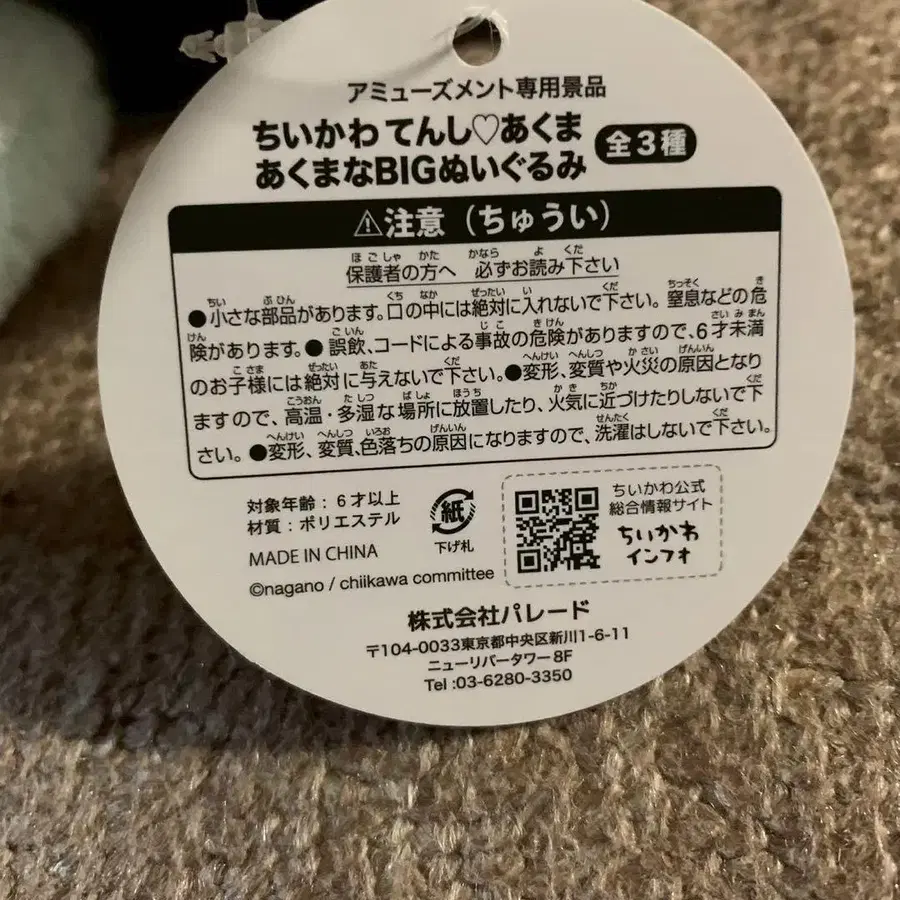 アミューズメント専用景品
ちいかわ てんし♡あくま
あくまなBIGぬいぐるみ 全3種
⚠注意（ちゅうい）
保護者の方へ 必ずお読み下さい
●小さな部品があります。口の中には絶対に入れないで下さい。窒息などの危
険があります。●誤飲、コードによる事故の危険がありますので、6才未満
のお子様には絶対に与えないで下さい。●変形、変質や火災の原因となり
ますので、高温・多湿な場所に放置したり、火気に近づけたりしないで下
さい。●変形、変質、色落ちの原因になりますので、洗濯はしないで下さい。
対象年齢：6才以上
材質：ポリエステル
MADE IN CHINA
©nagano / chiikawa committee
紙
下げ札
ちいかわ公式
総合情報サイト
ちいかわ
インフォ
株式会社パレード
〒104-0033東京都中央区新川1-6-11
ニューリバータワー8F
Tel :03-6280-3350